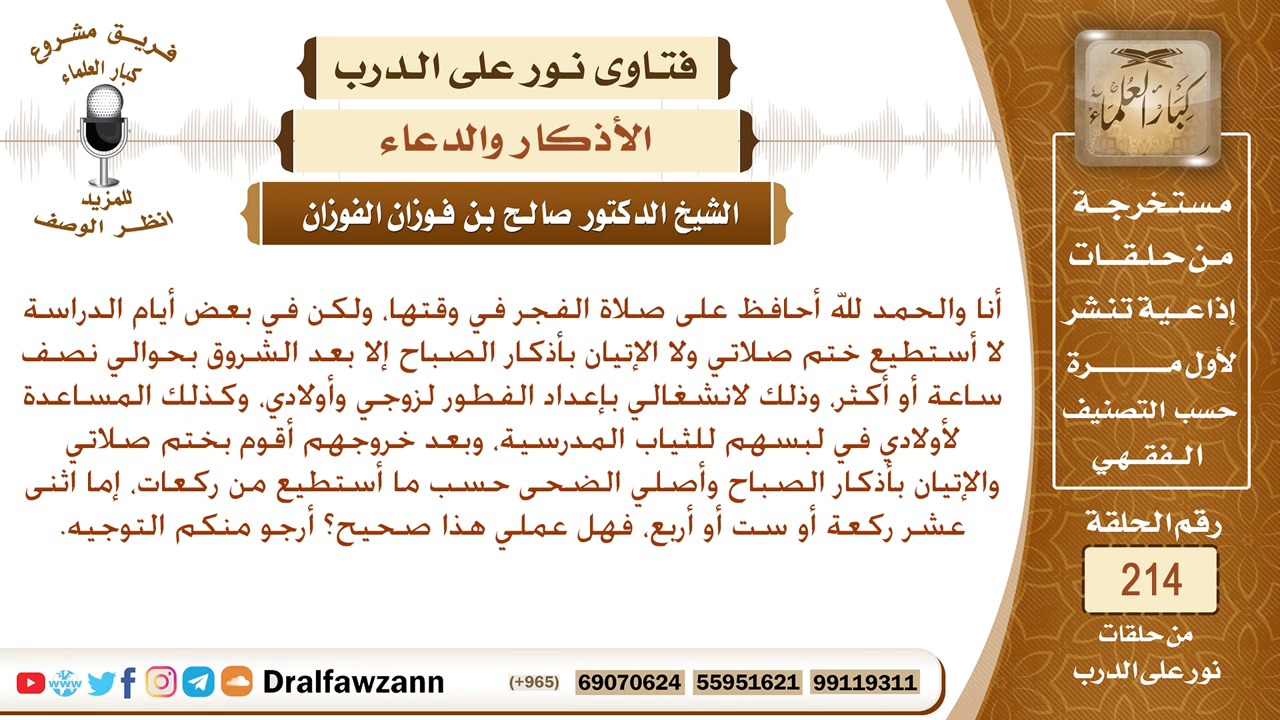 فريق مشروع
كبار العلماء
للمزيد
انظر الوصف
فتاوى نور على الدرب
الأذكار والدعاء
الشيخ الدكتور صالح بن فوزان الفوزان
أنا والحمد لله أحافظ على صلاة الفجر في وقتها، ولكن في بعض أيام الدراسة
لا أستطيع ختم صلاتي ولا الإتيان بأذكار الصباح إلا بعد الشروق بحوالي نصف
ساعة أو أكثر، وذلك لانشغالي بإعداد الفطور لزوجي وأولادي، وكذلك المساعدة
لأولادي في لبسهم للثياب المدرسية، وبعد خروجهم أقوم بختم صلاتي
والإتيان بأذكار الصباح وأصلي الضحى حسب ما أستطيع من ركعات، إما اثنى
عشر ركعة أو ست أو أربع، فهل عملي هذا صحيح؟ أرجو منكم التوجيه.
كبار العلماء
مستخرجة
من حلقات
إذاعية تنشر
لأول مرة
حسب التصنيف
الفقهي
رقم الحلقة
214
من حلقات
نور على الدرب
Dralfawzann (+965) 69070624 55951621 99119311